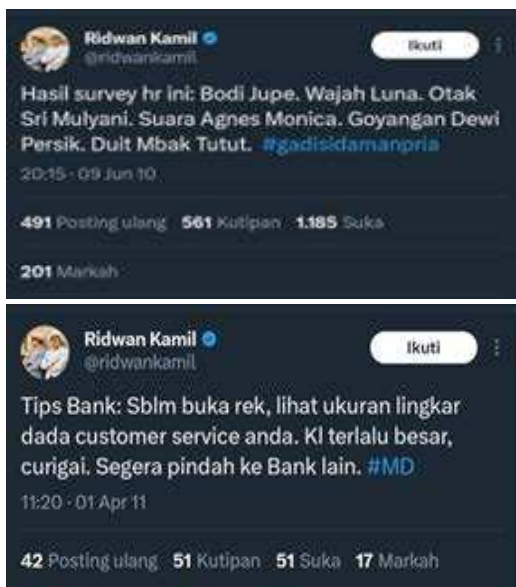 Ridwan Kamil
@ridwankamil
Ikuti
Hasil survey hr ini: Bodi Jupe. Wajah Luna. Otak
Sri Mulyani. Suara Agnes Monica. Goyangan Dewi
Persik. Duit Mbak Tutut. #gadisidamanpria
20:15 · 09 Jun 10
491 Posting ulang 561 Kutipan 1.185 Suka
201 Markah
Ridwan Kamil
@ridwankamil
Ikuti
Tips Bank: Sblm buka rek, lihat ukuran lingkar
dada customer service anda. Kl terlalu besar,
curigai. Segera pindah ke Bank lain. #MD
11:20 · 01 Apr 11
42 Posting ulang 51 Kutipan 51 Suka 17 Markah